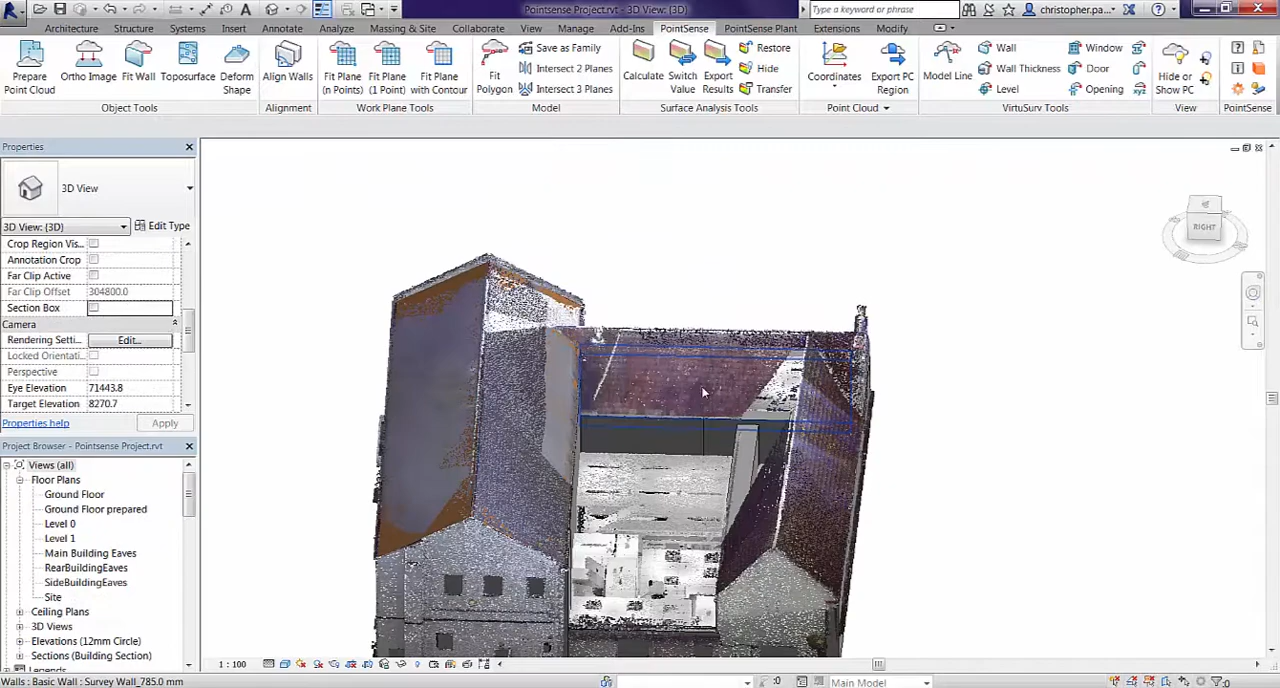 Pointsense Project.rvt - 3D View: {3D}
Type a keyword or phrase
christopher.pa...
Architecture Structure Systems Insert Annotate Analyze Massing & Site Collaborate View Manage Add-Ins PointSense PointSense Plant Extensions Modify
Prepare Point Cloud
Ortho Image
Fit Wall
Toposurface
Deform Shape
Object Tools
Align Walls
Alignment
Fit Plane (n Points)
Fit Plane (1 Point)
Fit Plane with Contour
Work Plane Tools
Fit Polygon
Save as Family
Intersect 2 Planes
Intersect 3 Planes
Model
Calculate
Switch Value
Export Results
Restore
Hide
Transfer
Surface Analysis Tools
Coordinates
Export PC Region
Point Cloud
Model Line
Wall
Wall Thickness
Level
Window
Door
Opening
VirtuSurv Tools
Hide or Show PC
View
PointSense
Properties
3D View
3D View: {3D}
Edit Type
Crop Region Vis...
Annotation Crop
Far Clip Active
Far Clip Offset 304800.0
Section Box
Camera
Rendering Setti... Edit...
Locked Orientati...
Perspective
Eye Elevation 71443.8
Target Elevation 8270.7
Properties help
Apply
Project Browser - Pointsense Project.rvt
Views (all)
Floor Plans
Ground Floor
Ground Floor prepared
Level 0
Level 1
Main Building Eaves
RearBuildingEaves
SideBuildingEaves
Site
Ceiling Plans
3D Views
Elevations (12mm Circle)
Sections (Building Section)
Legends
RIGHT
1 : 100
Walls : Basic Wall : Survey Wall_785.0 mm
:0
Main Model
:0